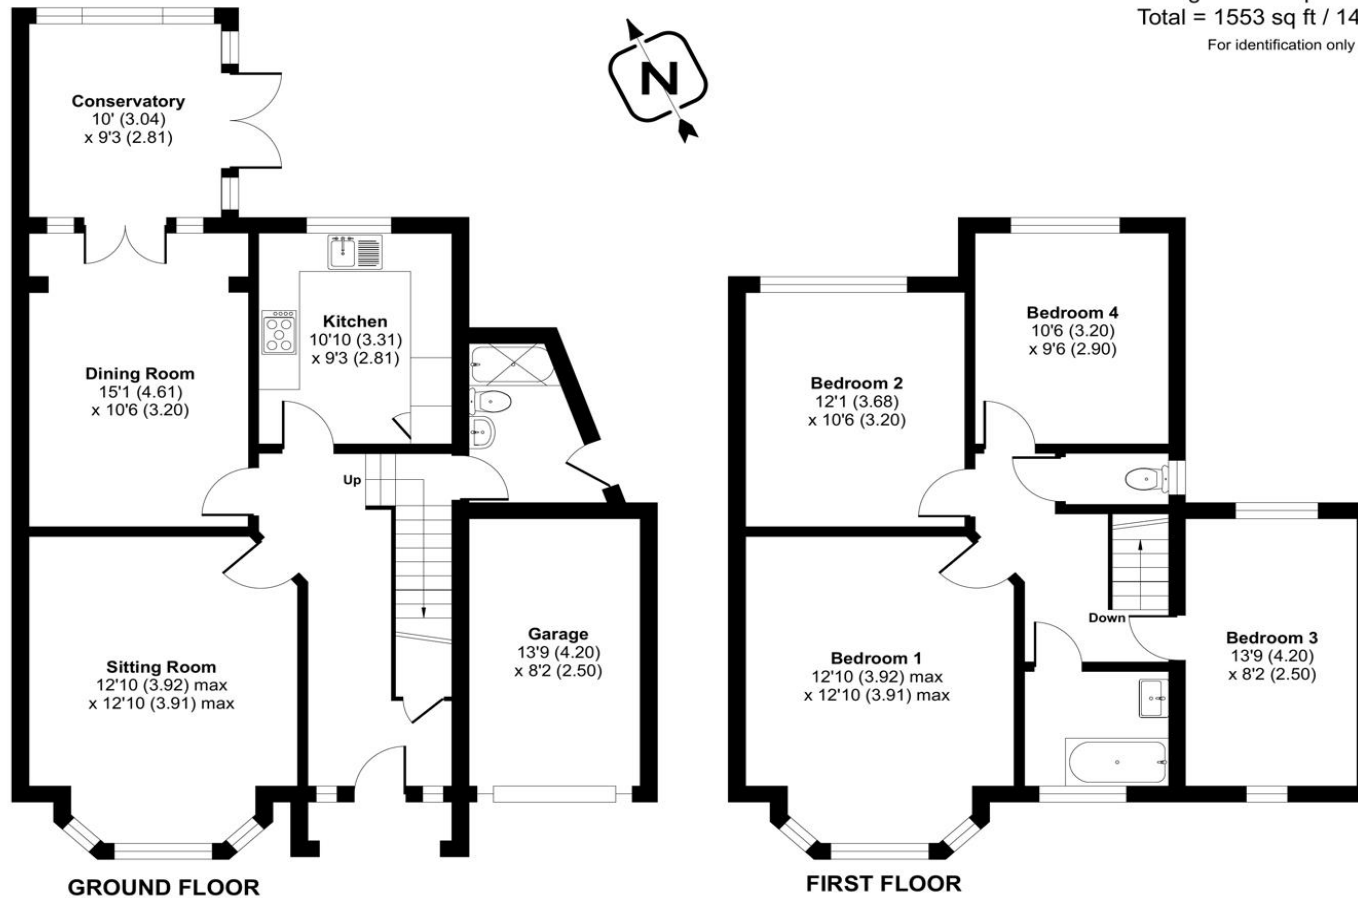 Total = 1553 sq ft / 14
For identification only
N
Conservatory
10' (3.04)
x 9'3 (2.81)
Kitchen
10'10 (3.31)
x 9'3 (2.81)
Dining Room
15'1 (4.61)
x 10'6 (3.20)
Up
Sitting Room
12'10 (3.92) max
x 12'10 (3.91) max
Garage
13'9 (4.20)
x 8'2 (2.50)
GROUND FLOOR
Bedroom 4
10'6 (3.20)
x 9'6 (2.90)
Bedroom 2
12'1 (3.68)
x 10'6 (3.20)
Down
Bedroom 1
12'10 (3.92) max
x 12'10 (3.91) max
Bedroom 3
13'9 (4.20)
x 8'2 (2.50)
FIRST FLOOR